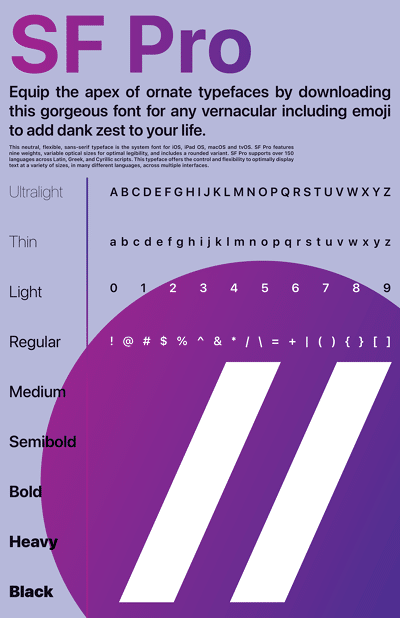 SF Pro
Equip the apex of ornate typefaces by downloading
this gorgeous font for any vernacular including emoji
to add dank zest to your life.
This neutral, flexible, sans-serif typeface is the system font for iOS, iPad OS, macOS and tvOS. SF Pro features
nine weights, variable optical sizes for optimal legibility, and includes a rounded variant. SF Pro supports over 150
languages across Latin, Greek, and Cyrillic scripts. This typeface offers the control and flexibility to optimally display
text at a variety of sizes, in many different languages, across multiple interfaces.
Ultralight
A B C D E F G H I J K L M N O P Q R S T U V W X Y Z
Thin
a b c d e f g h i j k l m n o p q r s t u v w x y z
Light
0 1 2 3 4 5 6 7 8 9
Regular
! @ # $ % ^ & * / \ = + | ( ) { } [ ]
Medium
Semibold
Bold
Heavy
Black
//